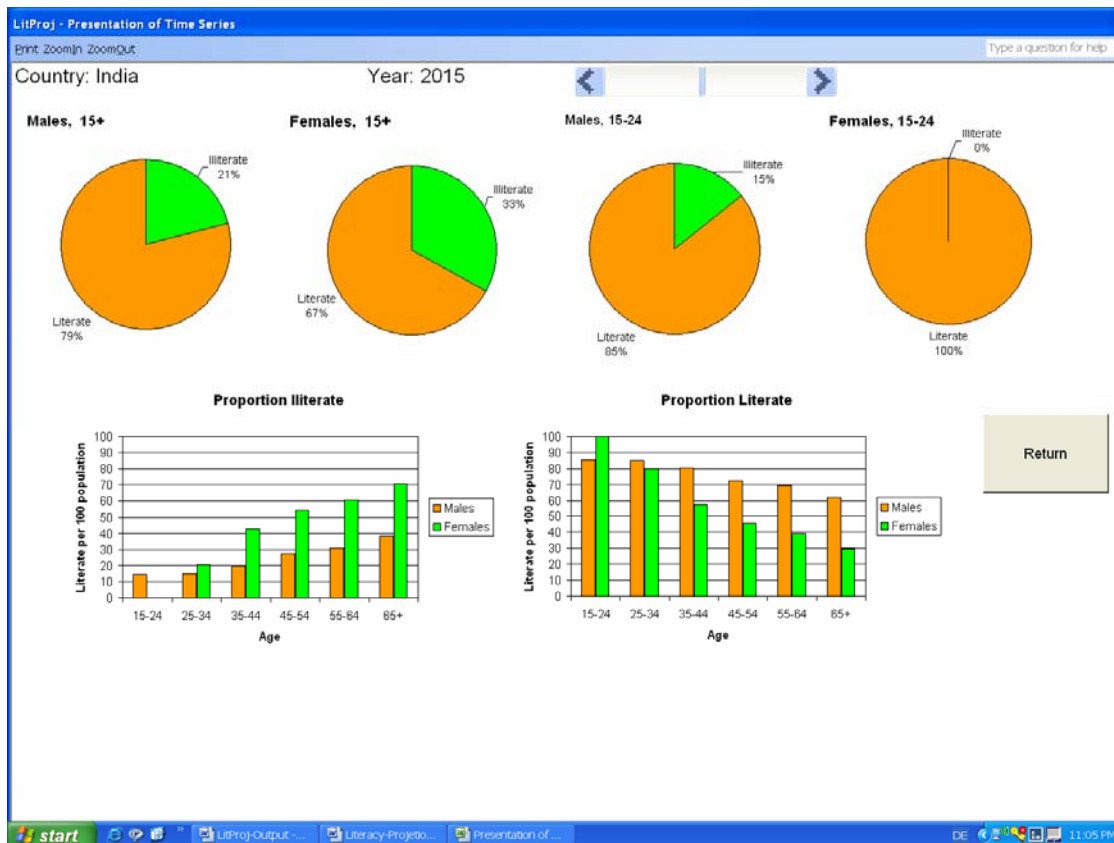 LitProj - Presentation of Time Series
Print ZoomIn ZoomOut
Type a question for help
Country: India
Year: 2015
Males, 15+
Females, 15+
Males, 15-24
Females, 15-24
Illiterate
21%
Literate
79%
Illiterate
33%
Literate
67%
Illiterate
15%
Literate
85%
Illiterate
0%
Literate
100%
Proportion Illiterate
Literate per 100 population
100
90
80
70
60
50
40
30
20
10
0
15-24 25-34 35-44 45-54 55-64 65+
Age
Males
Females
Proportion Literate
Literate per 100 population
100
90
80
70
60
50
40
30
20
10
0
15-24 25-34 35-44 45-54 55-64 65+
Age
Males
Females
Return
start
LitProj-Output -...
Literacy-Projetio...
Presentation of ...
DE
11:05 PM